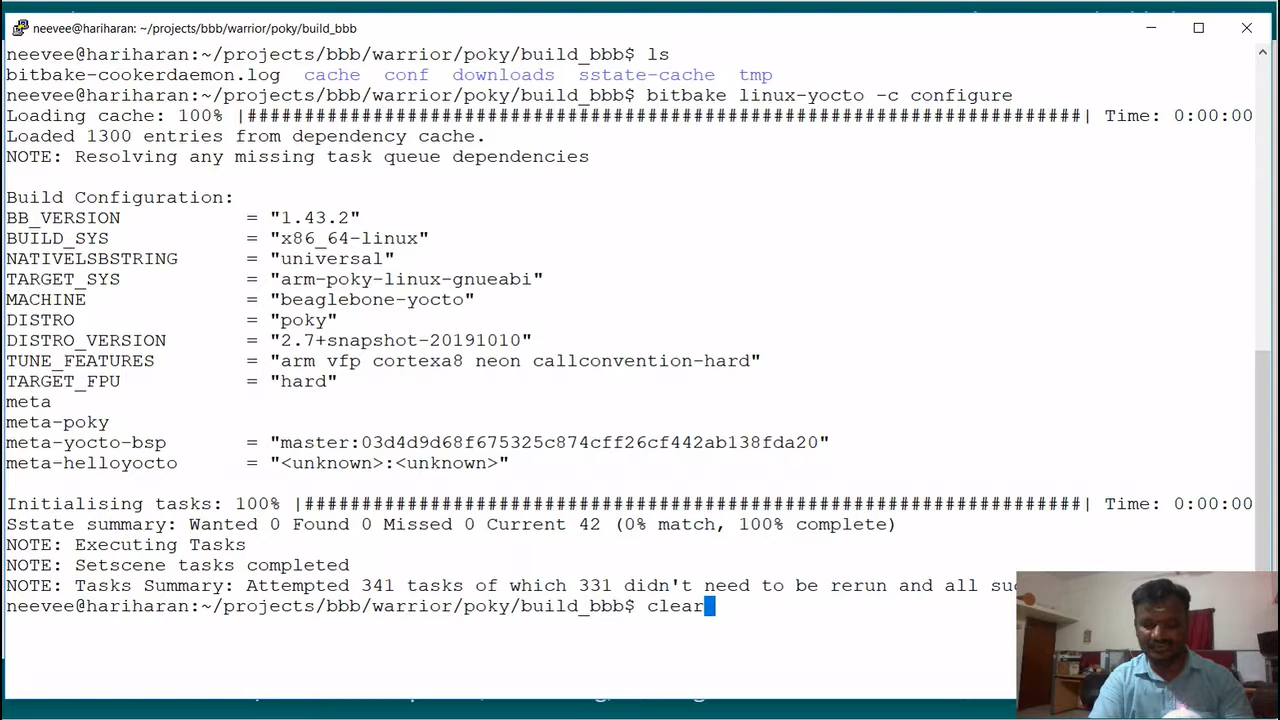 neevee@hariharan: ~/projects/bbb/warrior/poky/build_bbb
neevee@hariharan:~/projects/bbb/warrior/poky/build_bbb$ ls
bitbake-cookerdaemon.log  cache  conf  downloads  sstate-cache  tmp
neevee@hariharan:~/projects/bbb/warrior/poky/build_bbb$ bitbake linux-yocto -c configure
Loading cache: 100% |####################################################################| Time: 0:00:00
Loaded 1300 entries from dependency cache.
NOTE: Resolving any missing task queue dependencies
Build Configuration:
BB_VERSION           = "1.43.2"
BUILD_SYS            = "x86_64-linux"
NATIVELSBSTRING      = "universal"
TARGET_SYS           = "arm-poky-linux-gnueabi"
MACHINE              = "beaglebone-yocto"
DISTRO               = "poky"
DISTRO_VERSION       = "2.7+snapshot-20191010"
TUNE_FEATURES        = "arm vfp cortexa8 neon callconvention-hard"
TARGET_FPU           = "hard"
meta
meta-poky
meta-yocto-bsp       = "master:03d4d9d68f675325c874cff26cf442ab138fda20"
meta-helloyocto      = "<unknown>:<unknown>"
Initialising tasks: 100% |###############################################################| Time: 0:00:00
Sstate summary: Wanted 0 Found 0 Missed 0 Current 42 (0% match, 100% complete)
NOTE: Executing Tasks
NOTE: Setscene tasks completed
NOTE: Tasks Summary: Attempted 341 tasks of which 331 didn't need to be rerun and all
neevee@hariharan:~/projects/bbb/warrior/poky/build_bbb$ clear